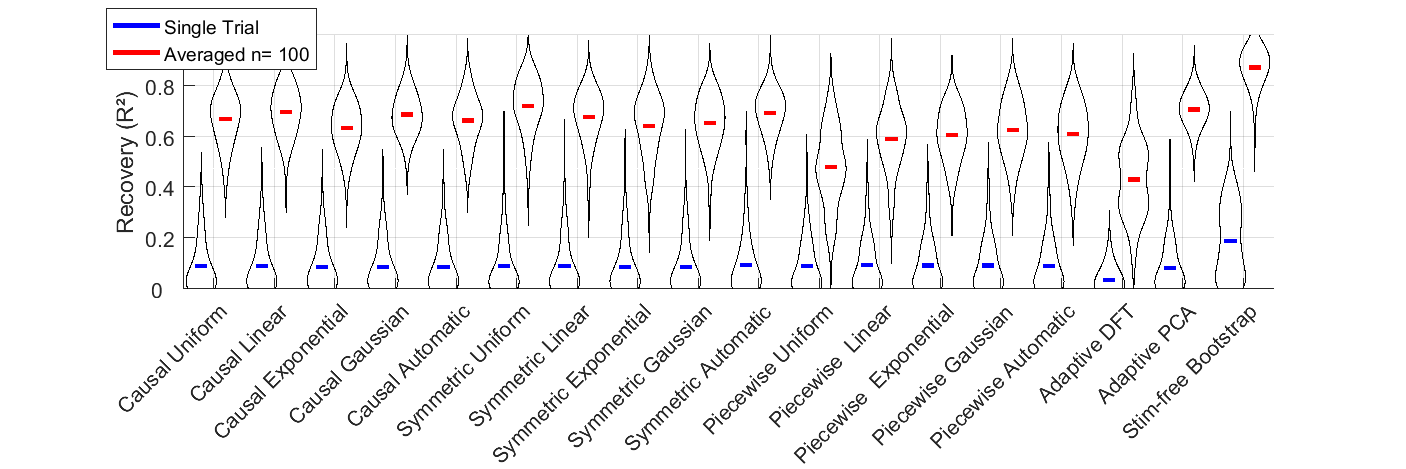 Single Trial
Averaged n= 100
Recovery (R²)
0.8
0.6
0.4
0.2
0
Causal Uniform
Causal Linear
Causal Exponential
Causal Gaussian
Causal Automatic
Symmetric Uniform
Symmetric Linear
Symmetric Exponential
Symmetric Gaussian
Symmetric Automatic
Piecewise Uniform
Piecewise Linear
Piecewise Exponential
Piecewise Gaussian
Piecewise Automatic
Adaptive DFT
Adaptive PCA
Stim-free Bootstrap